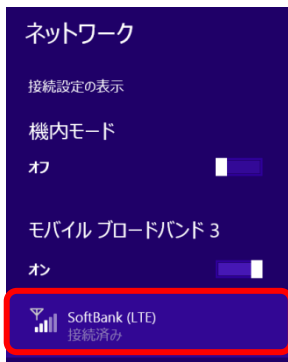 ネットワーク
接続設定の表示
機内モード
オフ
モバイル ブロードバンド 3
オン
SoftBank (LTE)
接続済み